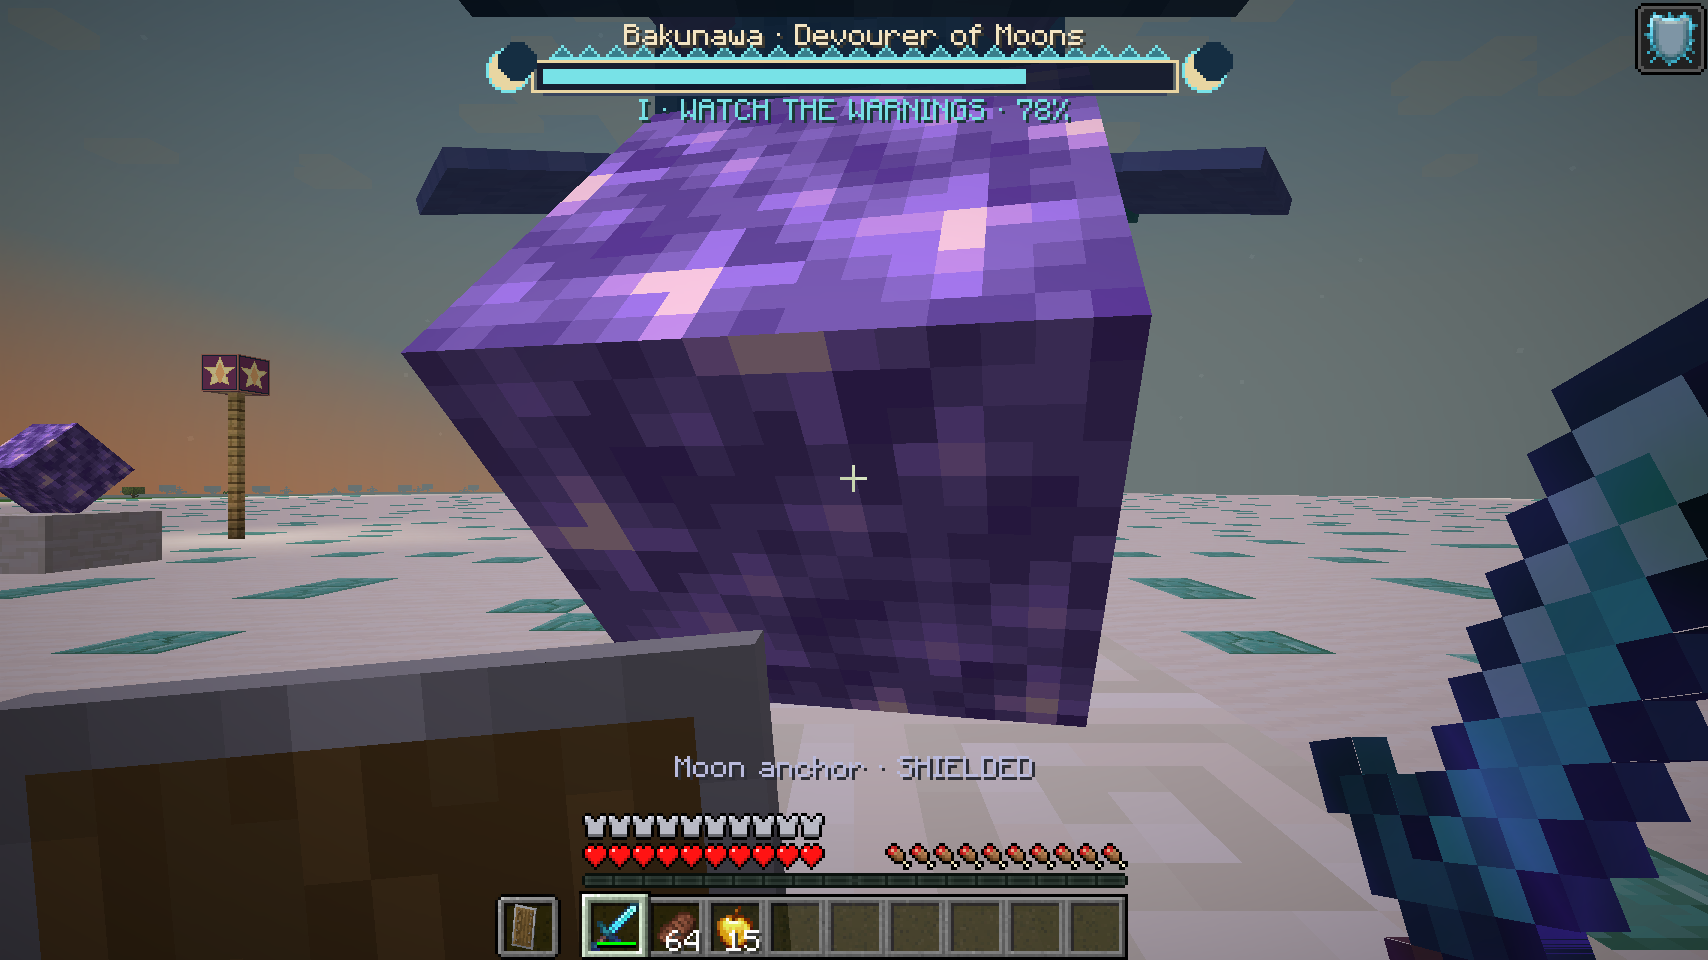 Bakunawa · Devourer of Moons
I · WATCH THE WARNINGS · 78%
Moon anchor · SHIELDED
64
15